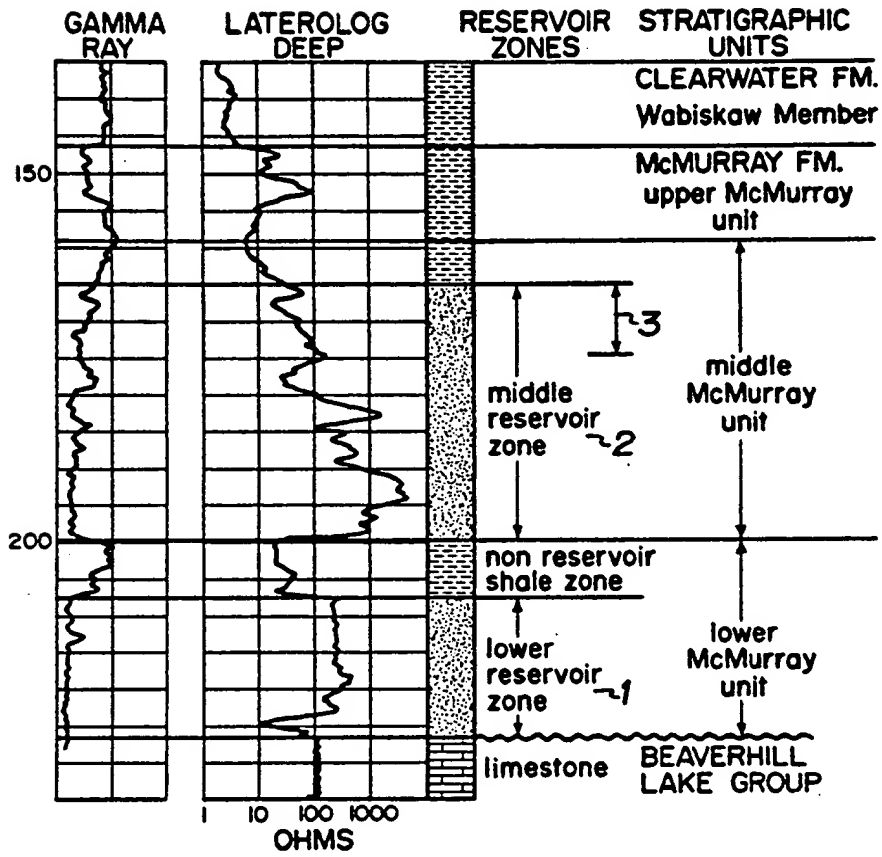 GAMMA
RAY
LATEROLOG
DEEP
RESERVOIR
ZONES
STRATIGRAPHIC
UNITS
CLEARWATER FM.
Wabiskaw Member
150
McMURRAY FM.
upper McMurray
unit
3
middle
reservoir
zone
2
middle
McMurray
unit
200
non reservoir
shale zone
lower
reservoir
zone
1
lower
McMurray
unit
limestone
BEAVERHILL
LAKE GROUP
1 10 100 1000
OHMS